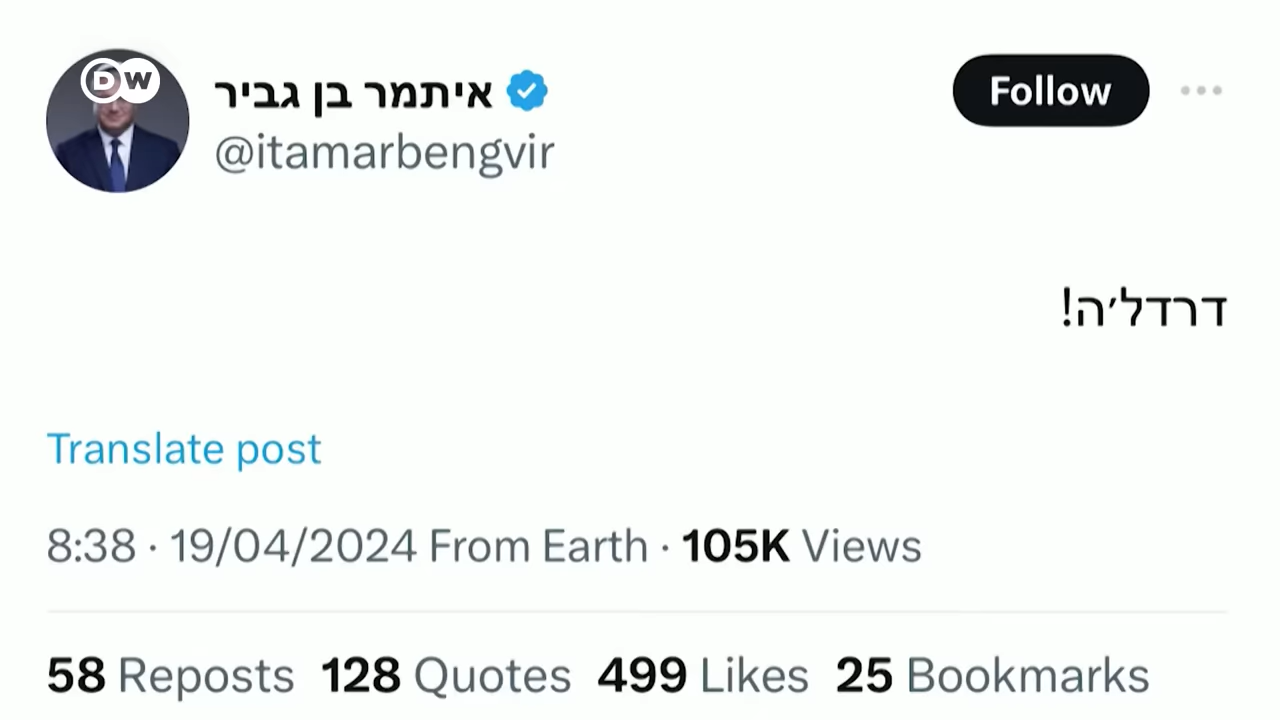 DW
איתמר בן גביר
Follow
@itamarbengvir
דרדל׳ה!
Translate post
8:38 · 19/04/2024 From Earth · 105K Views
58 Reposts 128 Quotes 499 Likes 25 Bookmarks